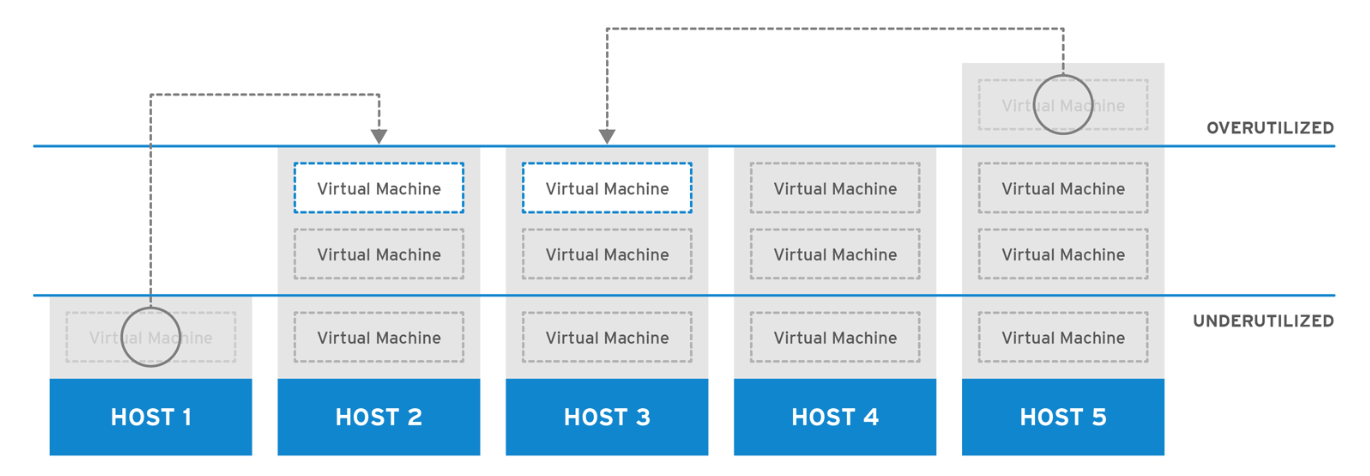 Virtual Machine
OVERUTILIZED
Virtual Machine Virtual Machine Virtual Machine Virtual Machine
Virtual Machine Virtual Machine Virtual Machine Virtual Machine
UNDERUTILIZED
Virtual Machine Virtual Machine Virtual Machine Virtual Machine Virtual Machine
HOST 1 HOST 2 HOST 3 HOST 4 HOST 5